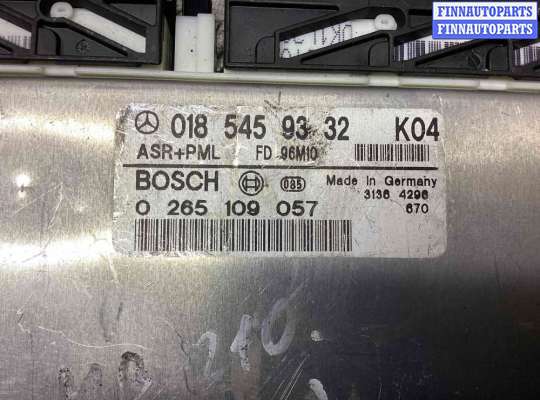 FINNAUTOPARTS
FINNAUTOPARTS
018 545 93 32 K04
ASR+PML FD 96M10
BOSCH 085 Made In Germany
3136 4296
0 265 109 057 670
210.